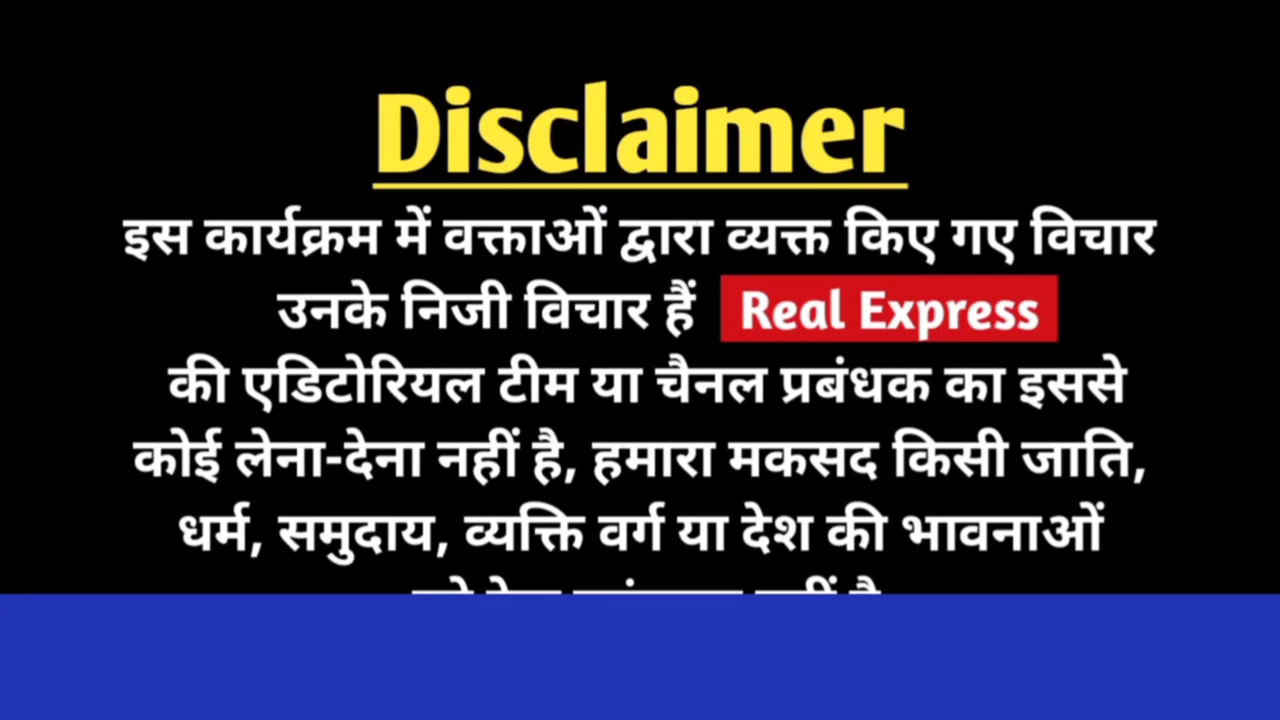 Disclaimer
इस कार्यक्रम में वक्ताओं द्वारा व्यक्त किए गए विचार
उनके निजी विचार हैं Real Express
की एडिटोरियल टीम या चैनल प्रबंधक का इससे
कोई लेना-देना नहीं है, हमारा मकसद किसी जाति,
धर्म, समुदाय, व्यक्ति वर्ग या देश की भावनाओं